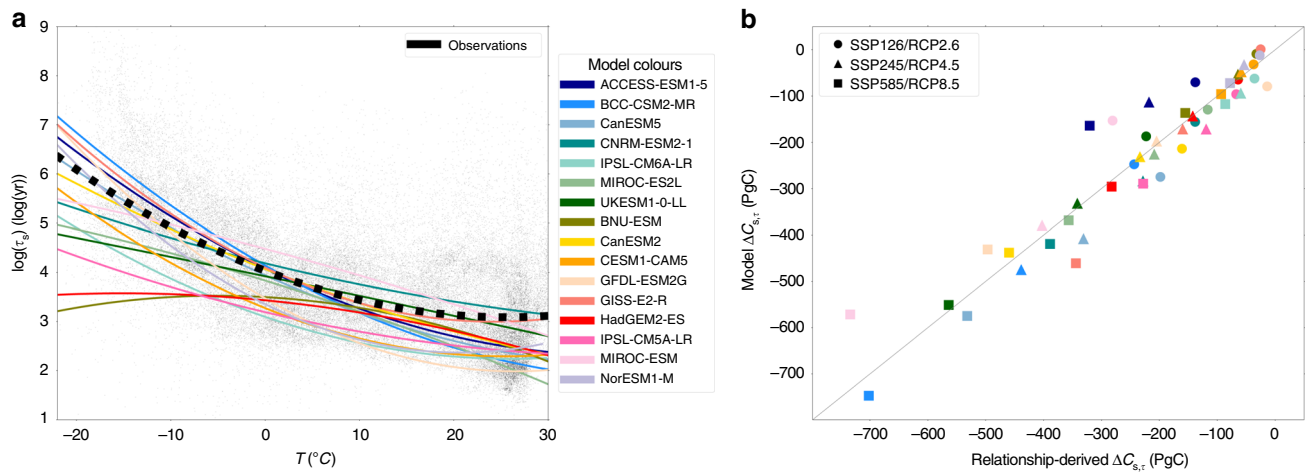 a
9
8
7
6
5
4
3
2
1
log(τs) (log(yr))
−20
−10
0
10
20
30
T (°C)
Observations
Model colours
ACCESS-ESM1-5
BCC-CSM2-MR
CanESM5
CNRM-ESM2-1
IPSL-CM6A-LR
MIROC-ES2L
UKESM1-0-LL
BNU-ESM
CanESM2
CESM1-CAM5
GFDL-ESM2G
GISS-E2-R
HadGEM2-ES
IPSL-CM5A-LR
MIROC-ESM
NorESM1-M
b
SSP126/RCP2.6
SSP245/RCP4.5
SSP585/RCP8.5
0
−100
−200
−300
−400
−500
−600
−700
Model ΔCs,τ (PgC)
−700
−600
−500
−400
−300
−200
−100
0
Relationship-derived ΔCs,τ (PgC)